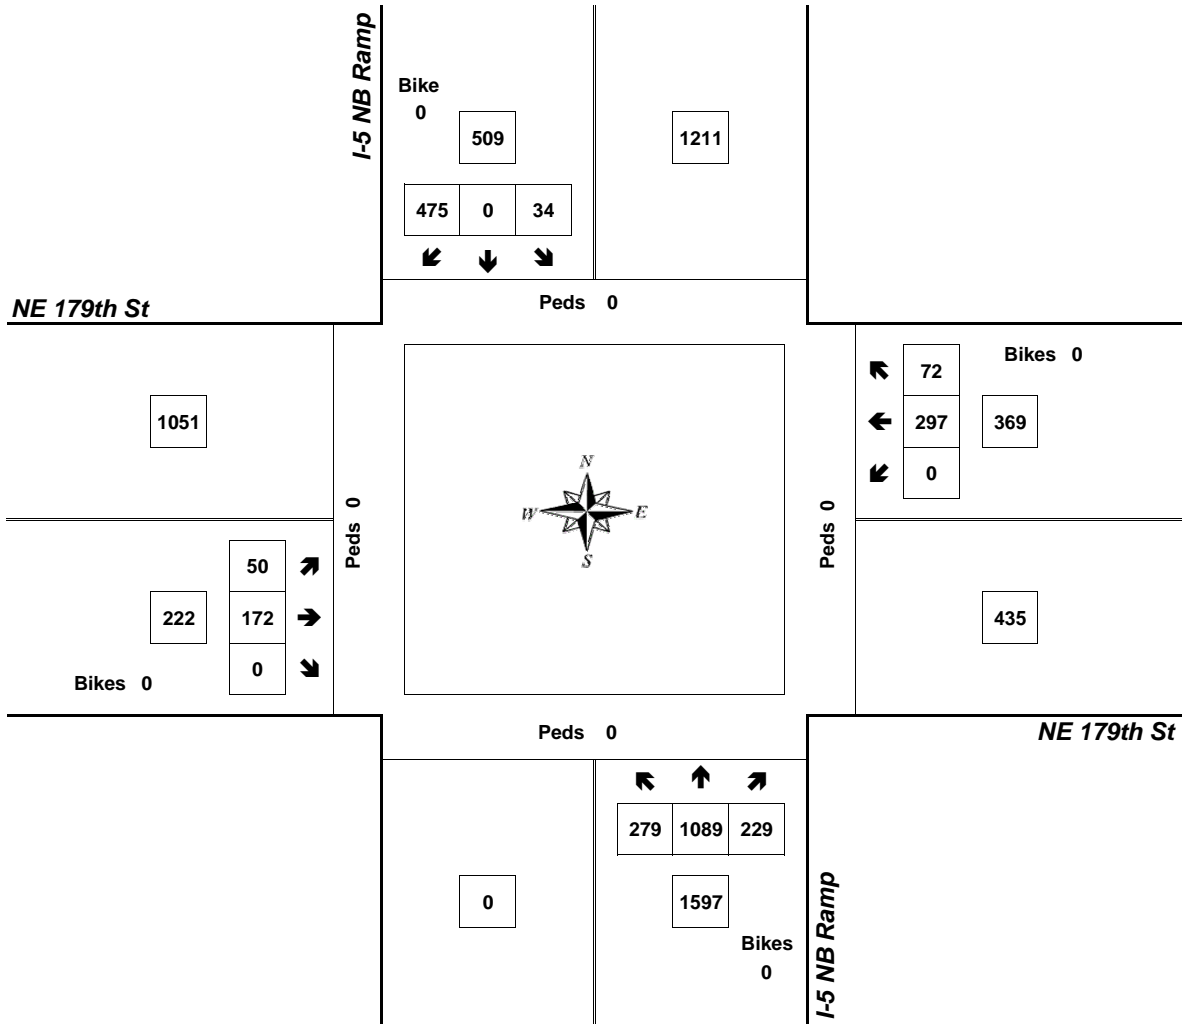 I-5 NB Ramp
Bike
0
509
1211
475 0 34
Peds 0
NE 179th St
Bikes 0
72
1051
297 369
0
N
W E
S
Peds 0
Peds 0
50
222 172
435
0
Bikes 0
Peds 0
NE 179th St
279 1089 229
0
1597
I-5 NB Ramp
Bikes
0